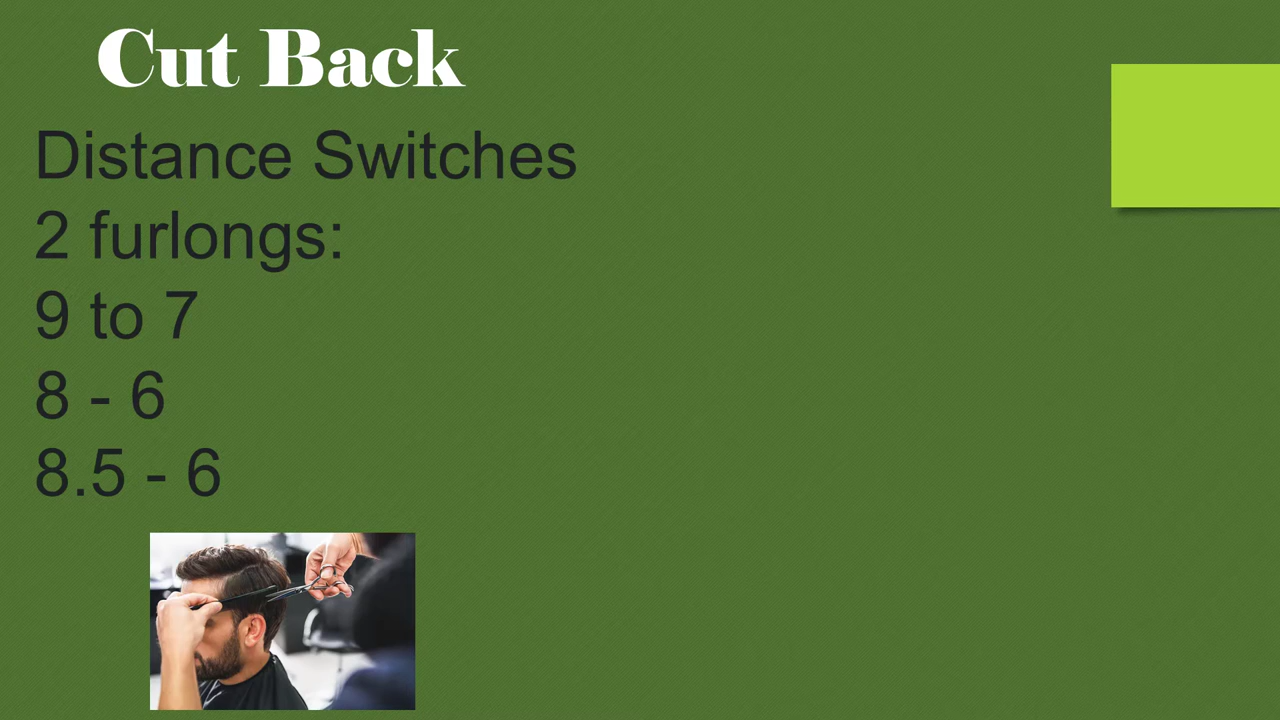 Cut Back
Distance Switches
2 furlongs:
9 to 7
8 - 6
8.5 - 6